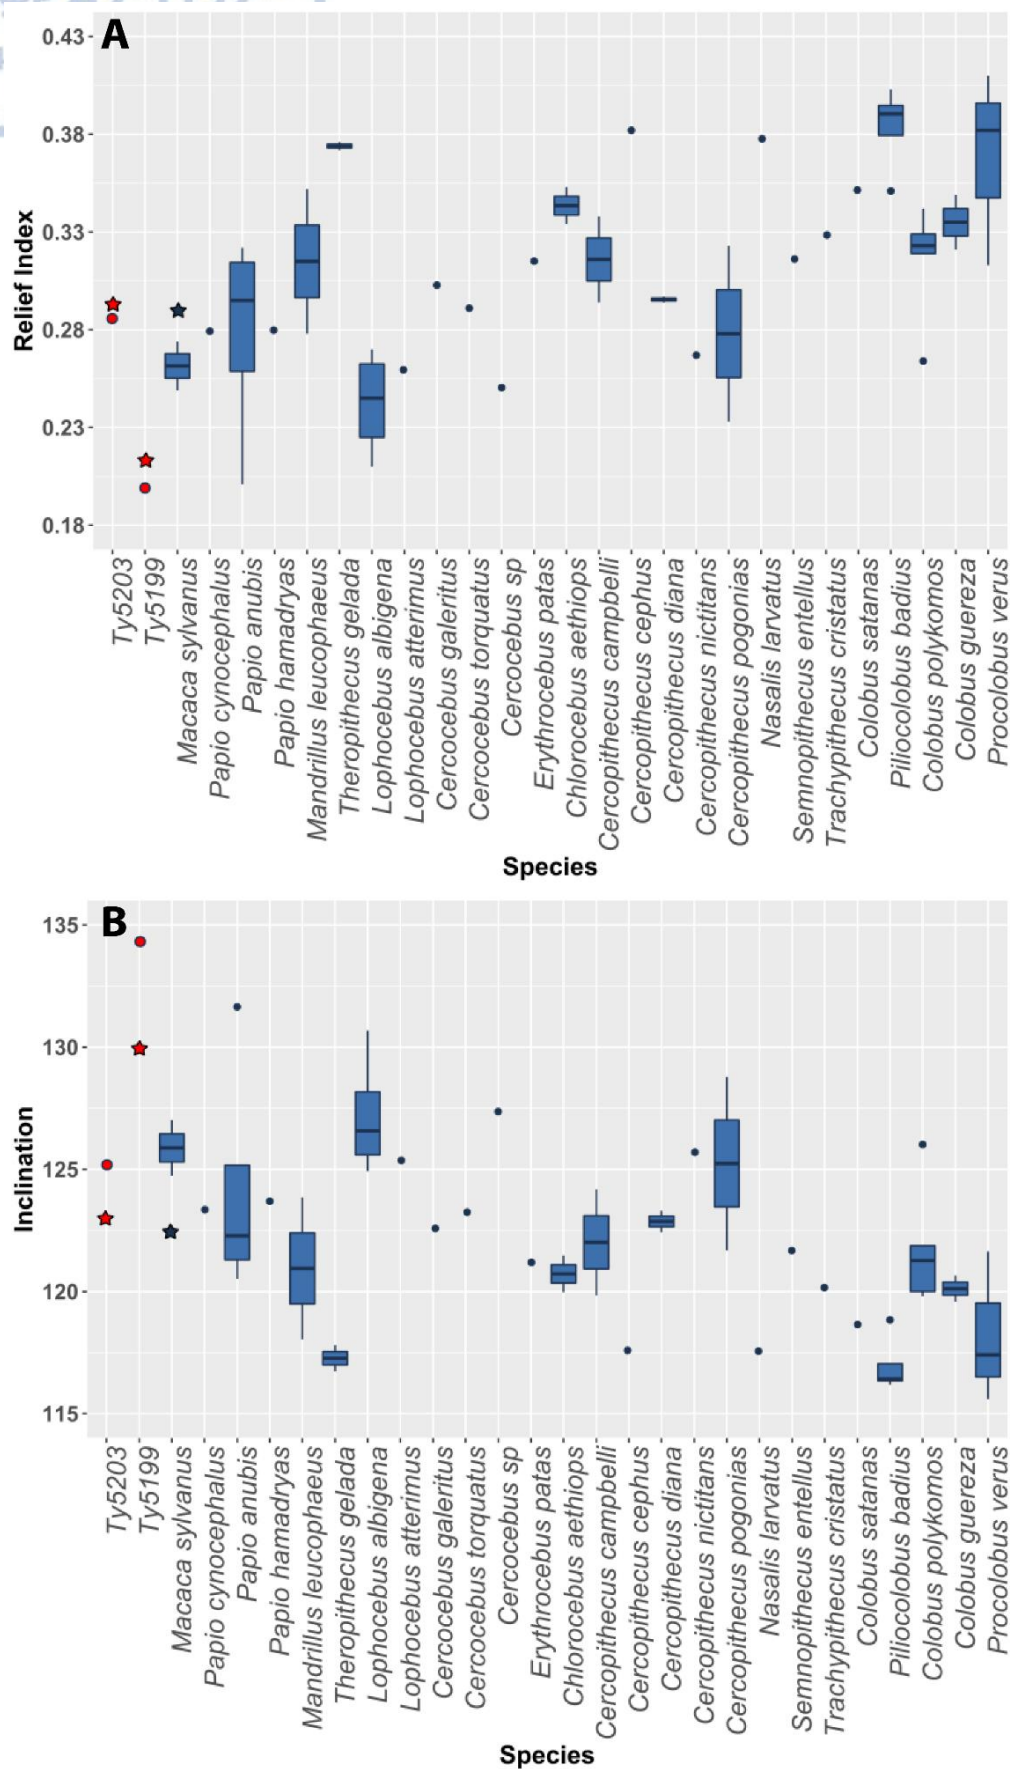 A
0.43
0.38
0.33
0.28
0.23
0.18
Relief Index
Ty5203
Ty5199
Macaca sylvanus
Papio cynocephalus
Papio anubis
Papio hamadryas
Mandrillus leucophaeus
Theropithecus gelada
Lophocebus albigena
Lophocebus atterimus
Cercocebus galeritus
Cercocebus torquatus
Cercocebus sp
Erythrocebus patas
Chlorocebus aethiops
Cercopithecus campbelli
Cercopithecus cephus
Cercopithecus diana
Cercopithecus nictitans
Cercopithecus pogonias
Nasalis larvatus
Semnopithecus entellus
Trachypithecus cristatus
Colobus satanas
Piliocolobus badius
Colobus polykomos
Colobus guereza
Procolobus verus
Species
B
135
130
125
120
115
Inclination
Ty5203
Ty5199
Macaca sylvanus
Papio cynocephalus
Papio anubis
Papio hamadryas
Mandrillus leucophaeus
Theropithecus gelada
Lophocebus albigena
Lophocebus atterimus
Cercocebus galeritus
Cercocebus torquatus
Cercocebus sp
Erythrocebus patas
Chlorocebus aethiops
Cercopithecus campbelli
Cercopithecus cephus
Cercopithecus diana
Cercopithecus nictitans
Cercopithecus pogonias
Nasalis larvatus
Semnopithecus entellus
Trachypithecus cristatus
Colobus satanas
Piliocolobus badius
Colobus polykomos
Colobus guereza
Procolobus verus
Species